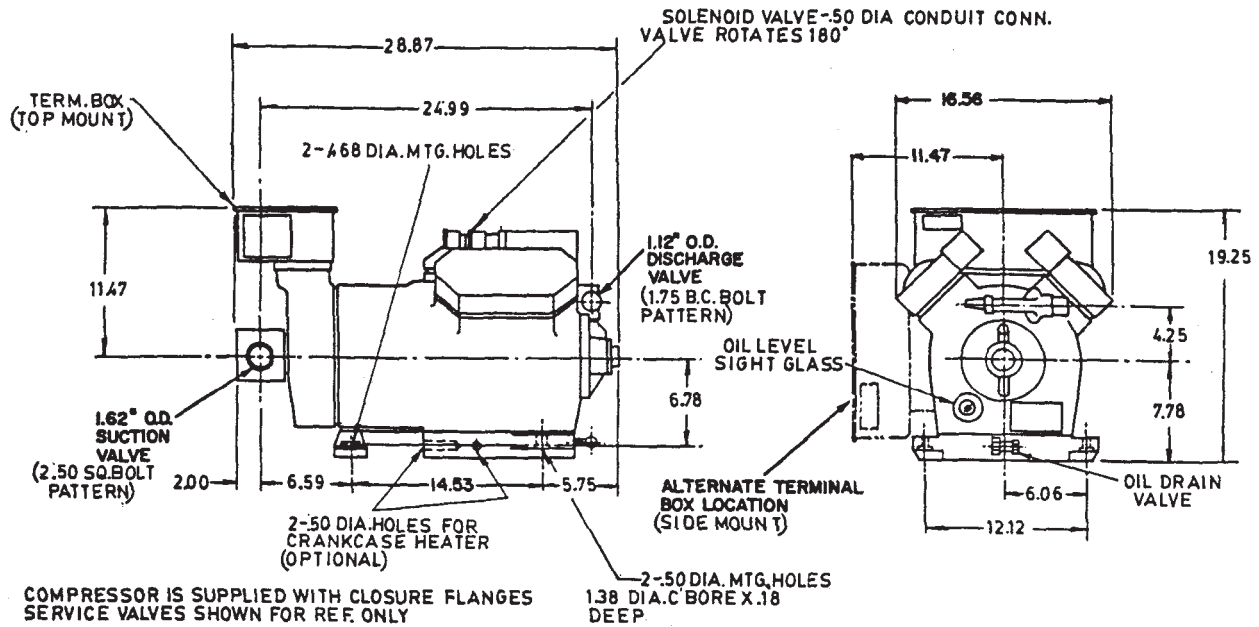 SOLENOID VALVE-.50 DIA CONDUIT CONN.
VALVE ROTATES 180°
28.87
TERM.BOX
(TOP MOUNT)
24.99
16.56
11.47
2-.468 DIA.MTG.HOLES
11.47
1.12" O.D.
DISCHARGE
VALVE
(1.75 B.C. BOLT
PATTERN)
19.25
4.25
OIL LEVEL
SIGHT GLASS
6.78
7.78
1.62" O.D.
SUCTION
VALVE
(2.50 SQ.BOLT
PATTERN)
2.00
6.59
14.53
5.75
ALTERNATE TERMINAL
BOX LOCATION
(SIDE MOUNT)
6.06
OIL DRAIN
VALVE
12.12
2-.50 DIA.HOLES FOR
CRANKCASE HEATER
(OPTIONAL)
2-.50 DIA. MTG.HOLES
1.38 DIA.C'BORE X .18
DEEP
COMPRESSOR IS SUPPLIED WITH CLOSURE FLANGES
SERVICE VALVES SHOWN FOR REF. ONLY